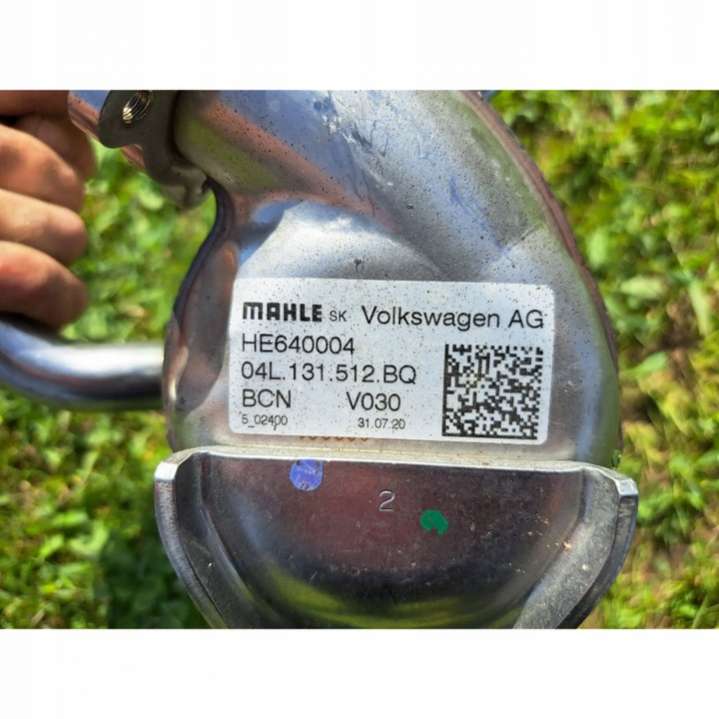 MAHLE SK Volkswagen AG
HE640004
04L.131.512.BQ
BCN V030
5_02400 31.07.20
2